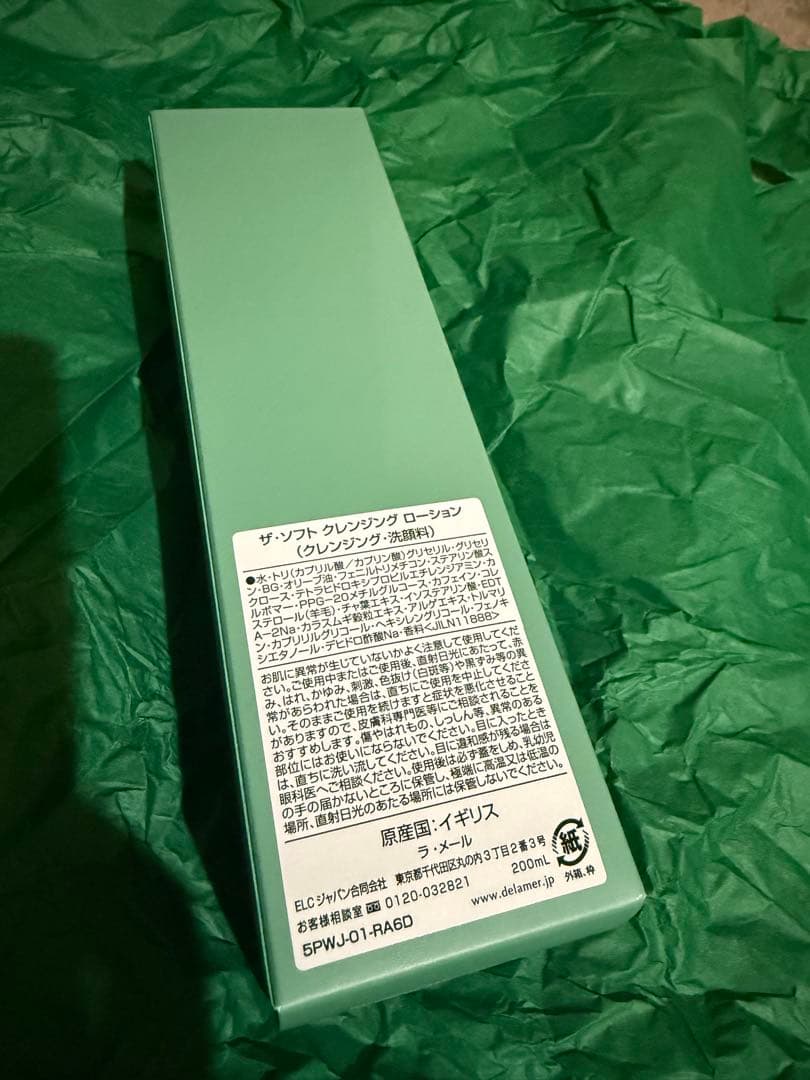 ザ・ソフト クレンジング ローション
(クレンジング・洗顔料)
●水・トリ(カプリル酸/カプリン酸)グリセリル・グリセリ
ン・BG・オリーブ油・フェニルトリメチコン・ステアリン酸ス
クロース・テトラヒドロキシプロピルエチレンジアミン・カ
ルボマー・PPG-20メチルグルコース・カフェイン・コレ
ステロール(羊毛)・チャ葉エキス・イソステアリン酸・EDT
A-2Na・カラスムギ穀粒エキス・アルゲエキス・トルマリ
ン・カプリリルグリコール・ヘキシレングリコール・フェノキ
シエタノール・デヒドロ酢酸Na・香料<JILN11888>
お肌に異常が生じていないかよく注意して使用してくだ
さい。ご使用中またはご使用後、直射日光にあたって、赤
み、はれ、かゆみ、刺激、色抜け(白斑等)や黒ずみ等の異
常があらわれた場合は、直ちにご使用を中止してくださ
い。そのままご使用を続けますと症状を悪化させること
がありますので、皮膚科専門医等にご相談されることを
おすすめします。傷やはれもの、しっしん等、異常のある
部位にはお使いにならないでください。目に入ったとき
は、直ちに洗い流してください。目に違和感が残る場合は
眼科医へご相談ください。使用後は必ず蓋をしめ、乳幼児
の手の届かないところに保管し、極端に高温又は低温の
場所、直射日光のあたる場所には保管しないでください。
原産国:イギリス
ラ・メール
ELC ジャパン合同会社 東京都千代田区丸の内3丁目2番3号
お客様相談室 0120-032821 200mL
www.delamer.jp
5PWJ-01-RA6D
紙
外箱、枠